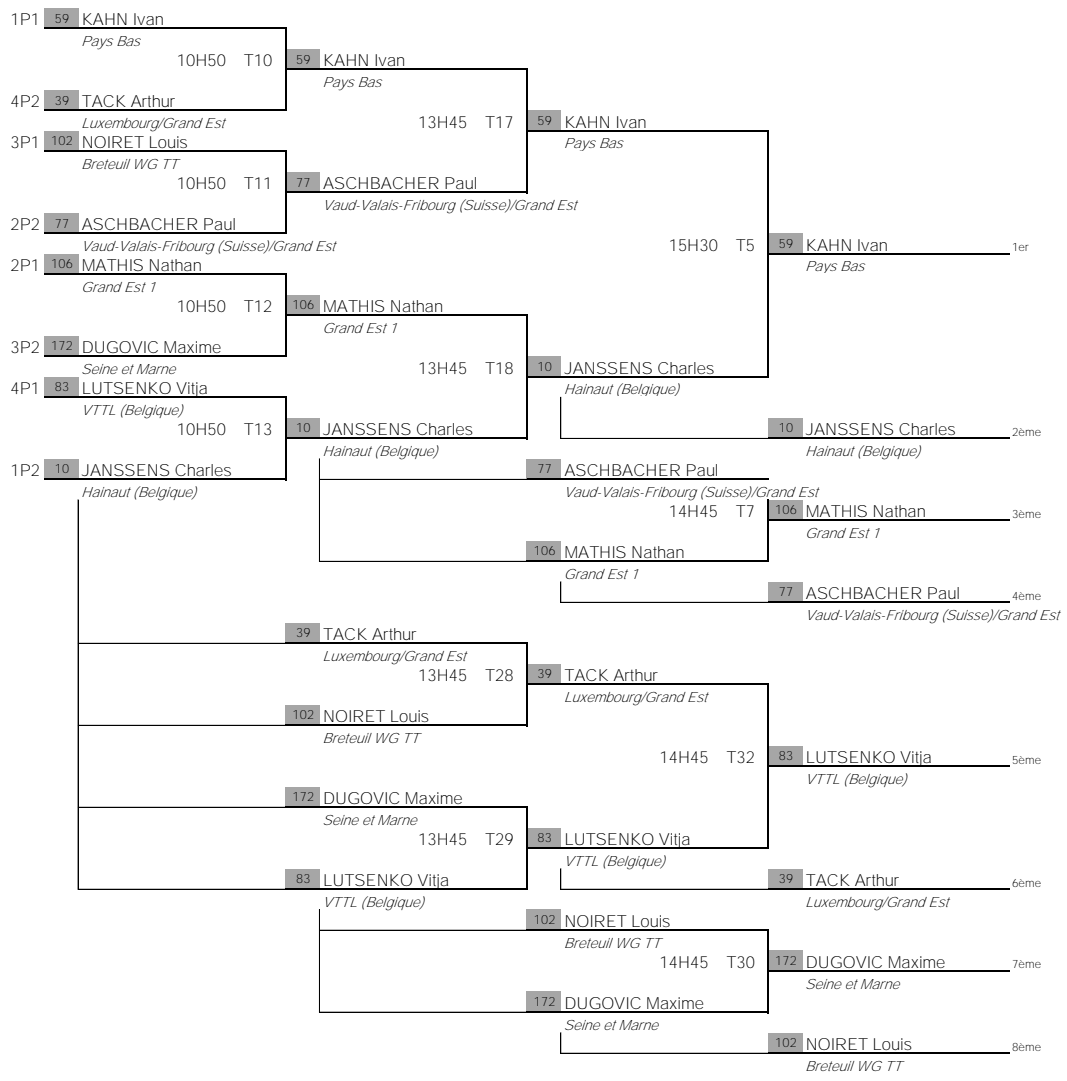 1P1 59 KAHN Ivan
Pays Bas
10H50 T10 59 KAHN Ivan
Pays Bas
4P2 39 TACK Arthur
Luxembourg/Grand Est
13H45 T17 59 KAHN Ivan
Pays Bas
3P1 102 NOIRET Louis
Breteuil WG TT
10H50 T11 77 ASCHBACHER Paul
Vaud-Valais-Fribourg (Suisse)/Grand Est
2P2 77 ASCHBACHER Paul
Vaud-Valais-Fribourg (Suisse)/Grand Est
15H30 T5 59 KAHN Ivan 1er
Pays Bas
2P1 106 MATHIS Nathan
Grand Est 1
10H50 T12 106 MATHIS Nathan
Grand Est 1
3P2 172 DUGOVIC Maxime
Seine et Marne
13H45 T18 10 JANSSENS Charles
Hainaut (Belgique)
4P1 83 LUTSENKO Vitja
VTTL (Belgique)
10H50 T13 10 JANSSENS Charles
Hainaut (Belgique)
10 JANSSENS Charles 2ème
Hainaut (Belgique)
1P2 10 JANSSENS Charles
Hainaut (Belgique)
77 ASCHBACHER Paul
Vaud-Valais-Fribourg (Suisse)/Grand Est
14H45 T7 106 MATHIS Nathan 3ème
Grand Est 1
106 MATHIS Nathan
Grand Est 1
77 ASCHBACHER Paul 4ème
Vaud-Valais-Fribourg (Suisse)/Grand Est
39 TACK Arthur
Luxembourg/Grand Est
13H45 T28 39 TACK Arthur
Luxembourg/Grand Est
102 NOIRET Louis
Breteuil WG TT
14H45 T32 83 LUTSENKO Vitja 5ème
VTTL (Belgique)
172 DUGOVIC Maxime
Seine et Marne
13H45 T29 83 LUTSENKO Vitja
VTTL (Belgique)
83 LUTSENKO Vitja
VTTL (Belgique)
39 TACK Arthur 6ème
Luxembourg/Grand Est
102 NOIRET Louis
Breteuil WG TT
14H45 T30 172 DUGOVIC Maxime 7ème
Seine et Marne
172 DUGOVIC Maxime
Seine et Marne
102 NOIRET Louis 8ème
Breteuil WG TT